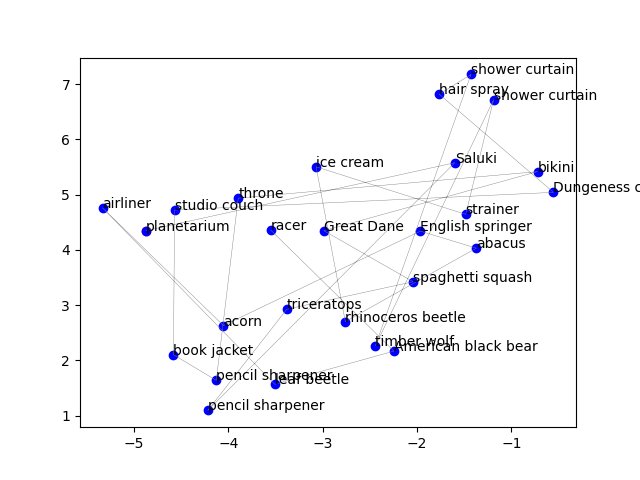 shower curtain
hair spray
shower curtain
ice cream
Saluki
bikini
Dungeness c
throne
airliner
studio couch
strainer
planetarium
racer
Great Dane
English springer
abacus
spaghetti squash
triceratops
rhinoceros beetle
acorn
timber wolf
American black bear
book jacket
pencil sharpener
leaf beetle
pencil sharpener
7
6
5
4
3
2
1
−5
−4
−3
−2
−1